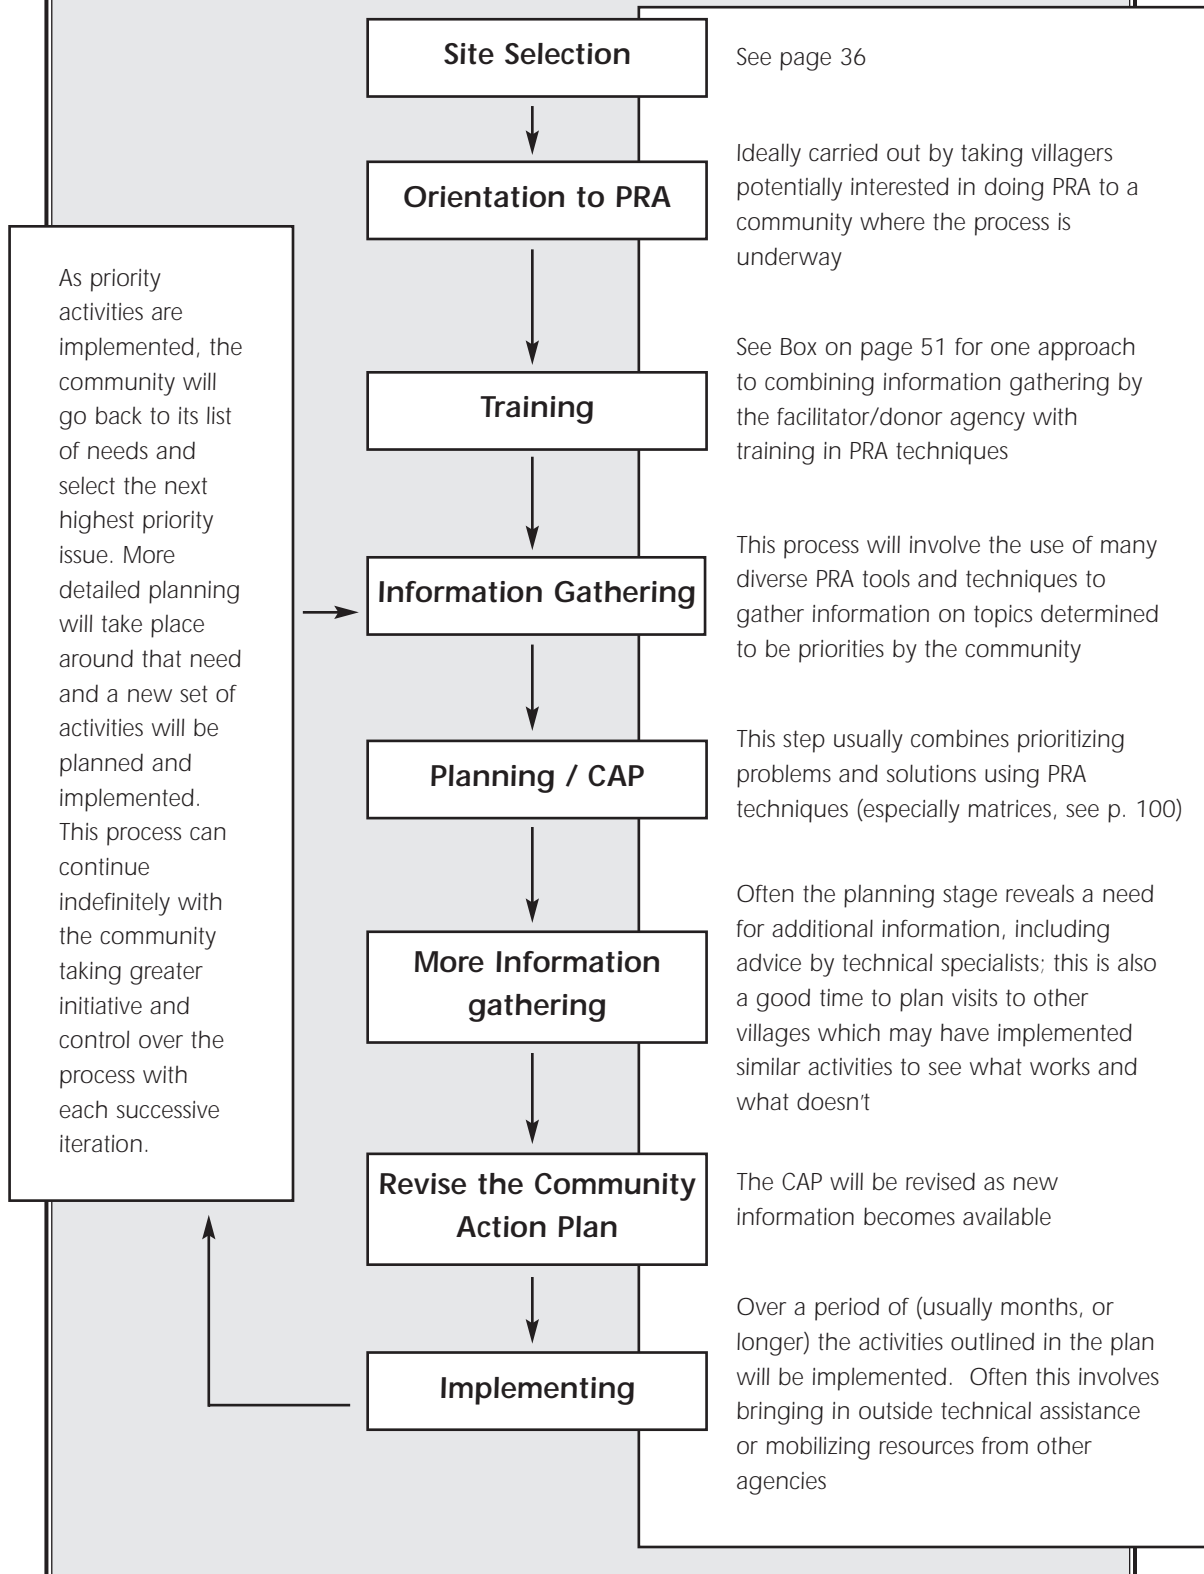 Site Selection
See page 36
Orientation to PRA
Ideally carried out by taking villagers
potentially interested in doing PRA to a
community where the process is
underway
Training
See Box on page 51 for one approach
to combining information gathering by
the facilitator/donor agency with
training in PRA techniques
Information Gathering
This process will involve the use of many
diverse PRA tools and techniques to
gather information on topics determined
to be priorities by the community
Planning / CAP
This step usually combines prioritizing
problems and solutions using PRA
techniques (especially matrices, see p. 100)
More Information
gathering
Often the planning stage reveals a need
for additional information, including
advice by technical specialists; this is also
a good time to plan visits to other
villages which may have implemented
similar activities to see what works and
what doesn't
Revise the Community
Action Plan
The CAP will be revised as new
information becomes available
Implementing
Over a period of (usually months, or
longer) the activities outlined in the plan
will be implemented.  Often this involves
bringing in outside technical assistance
or mobilizing resources from other
agencies
As priority
activities are
implemented, the
community will
go back to its list
of needs and
select the next
highest priority
issue. More
detailed planning
will take place
around that need
and a new set of
activities will be
planned and
implemented.
This process can
continue
indefinitely with
the community
taking greater
initiative and
control over the
process with
each successive
iteration.